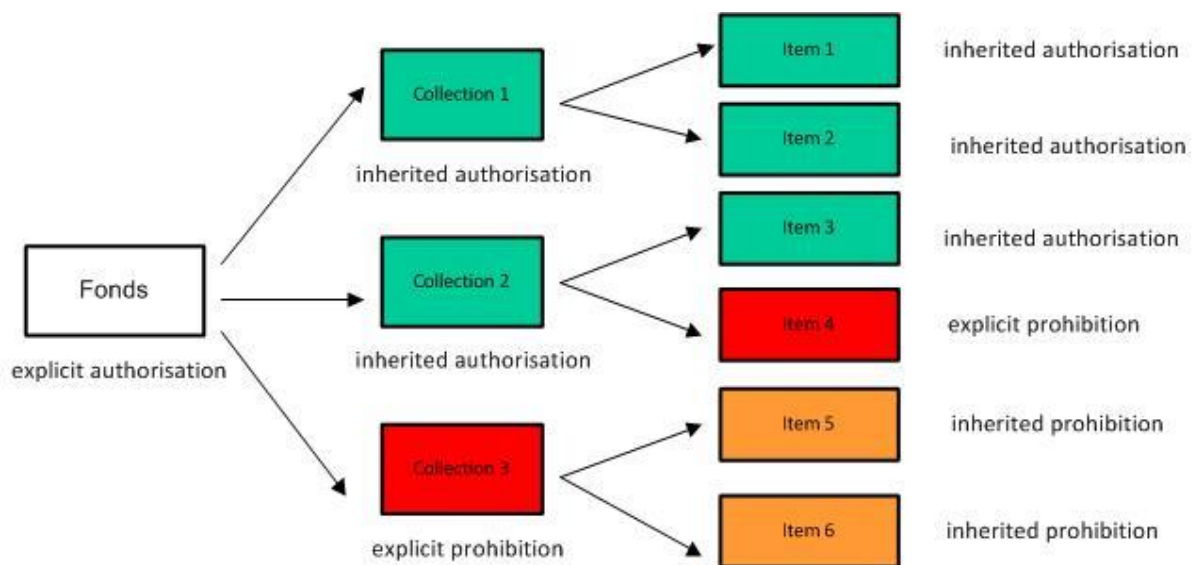 Item 1
inherited authorisation
Collection 1
Item 2
inherited authorisation
inherited authorisation
Item 3
inherited authorisation
Fonds
Collection 2
explicit authorisation
inherited authorisation
Item 4
explicit prohibition
Item 5
inherited prohibition
Collection 3
explicit prohibition
Item 6
inherited prohibition